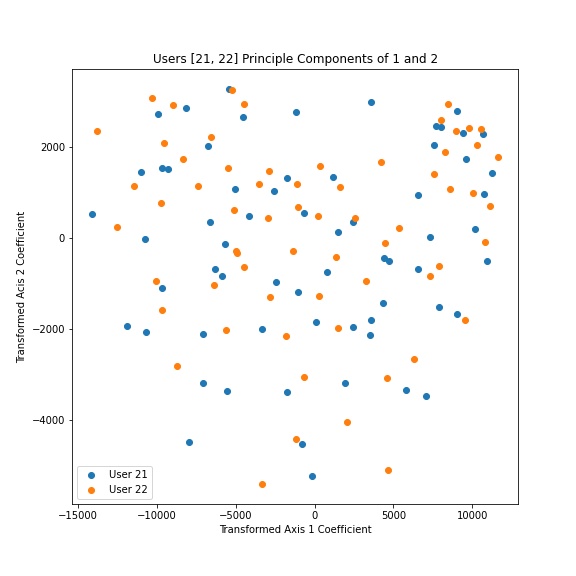 Users [21, 22] Principle Components of 1 and 2
Transformed Acis 2 Coefficient
2000
0
−2000
−4000
User 21
User 22
−15000 −10000 −5000 0 5000 10000
Transformed Axis 1 Coefficient